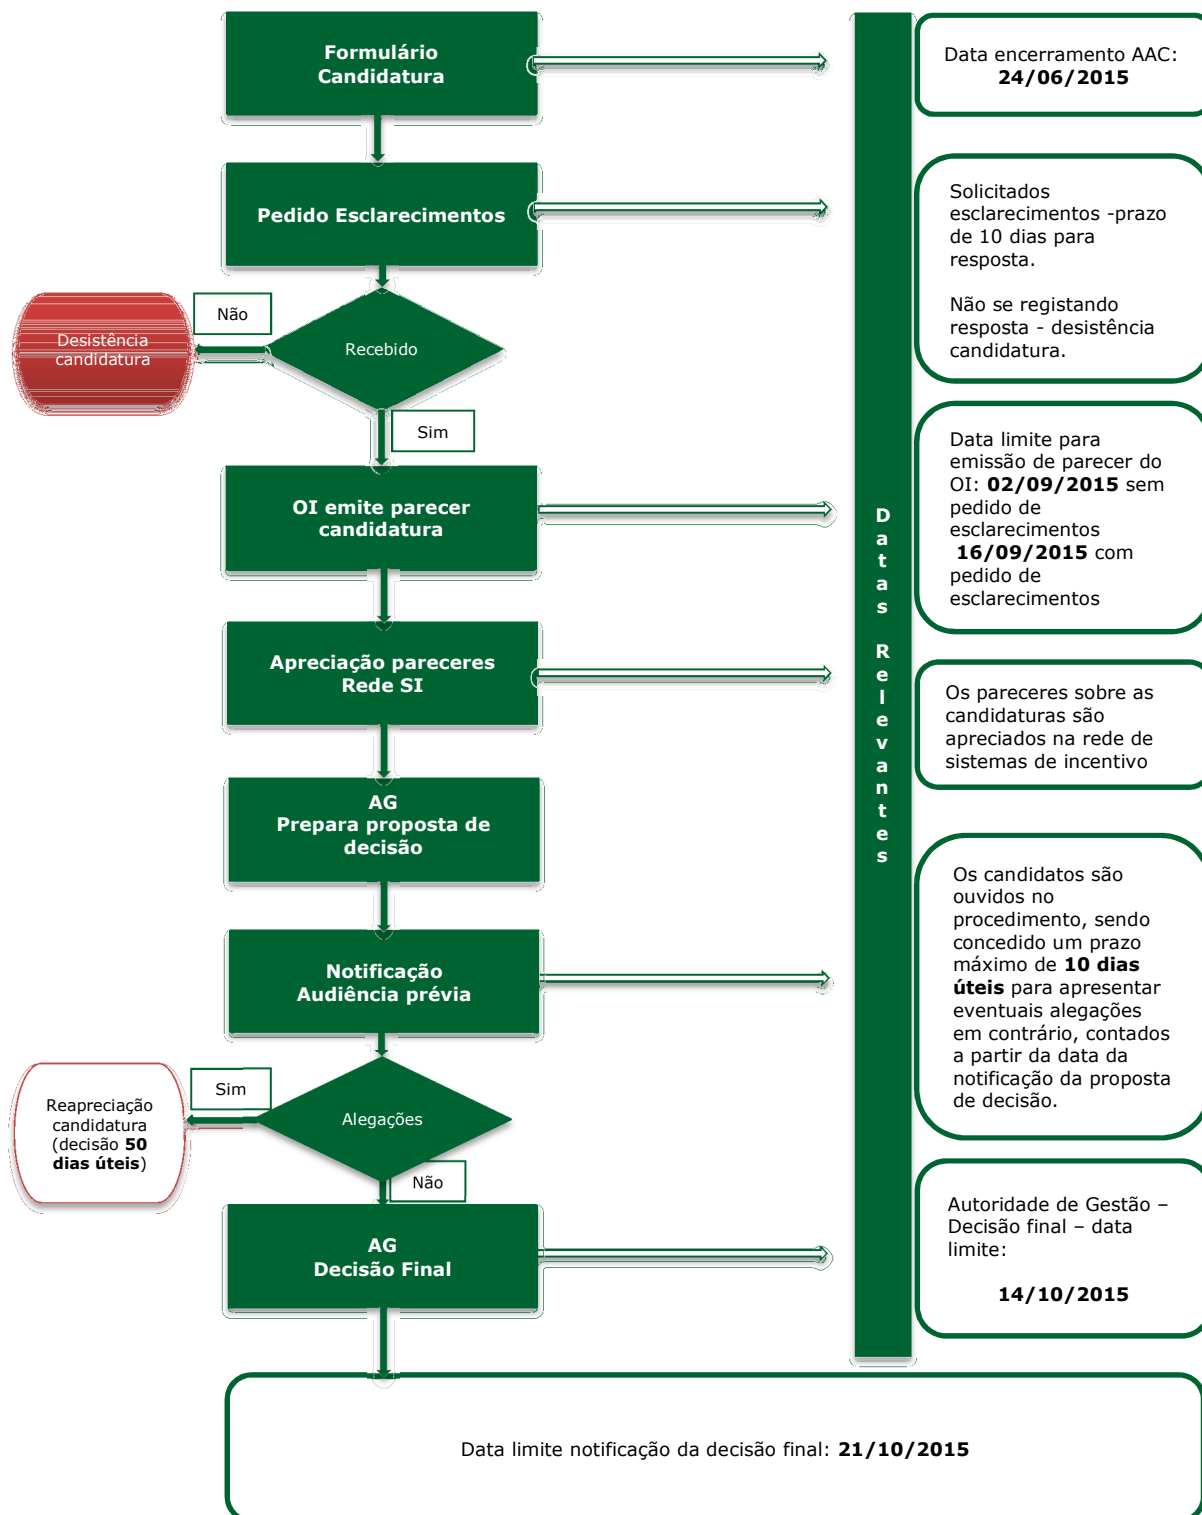 Formulário
Candidatura
Data encerramento AAC:
24/06/2015
Pedido Esclarecimentos
Solicitados
esclarecimentos -prazo
de 10 dias para
resposta.
Não se registando
resposta - desistência
candidatura.
Não
Desistência
candidatura
Recebido
Sim
OI emite parecer
candidatura
Data limite para
emissão de parecer do
OI: 02/09/2015 sem
pedido de
esclarecimentos
16/09/2015 com
pedido de
esclarecimentos
Datas Relevantes
Apreciação pareceres
Rede SI
Os pareceres sobre as
candidaturas são
apreciados na rede de
sistemas de incentivo
AG
Prepara proposta de
decisão
Notificação
Audiência prévia
Os candidatos são
ouvidos no
procedimento, sendo
concedido um prazo
máximo de 10 dias
úteis para apresentar
eventuais alegações
em contrário, contados
a partir da data da
notificação da proposta
de decisão.
Sim
Reapreciação
candidatura
(decisão 50
dias úteis)
Alegações
Não
AG
Decisão Final
Autoridade de Gestão –
Decisão final – data
limite:
14/10/2015
Data limite notificação da decisão final: 21/10/2015